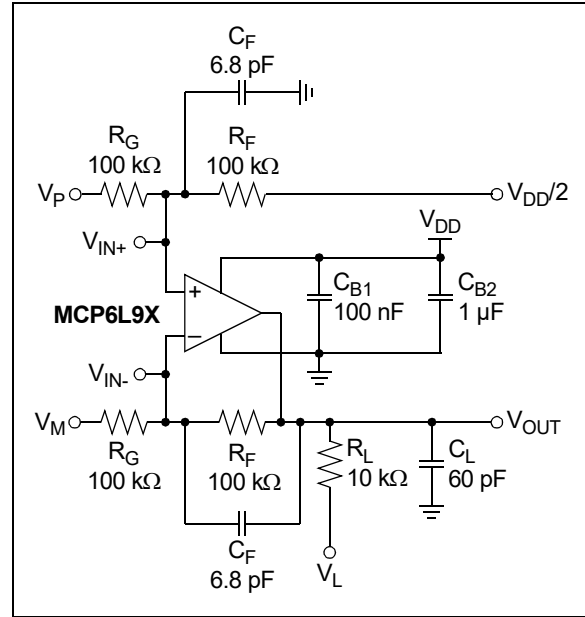 C_F
6.8 pF
R_G
100 kΩ
R_F
100 kΩ
V_P
V_DD/2
V_IN+
V_DD
C_B1
100 nF
C_B2
1 µF
+
MCP6L9X
–
V_IN-
V_M
V_OUT
R_G
100 kΩ
R_F
100 kΩ
R_L
10 kΩ
C_L
60 pF
C_F
6.8 pF
V_L